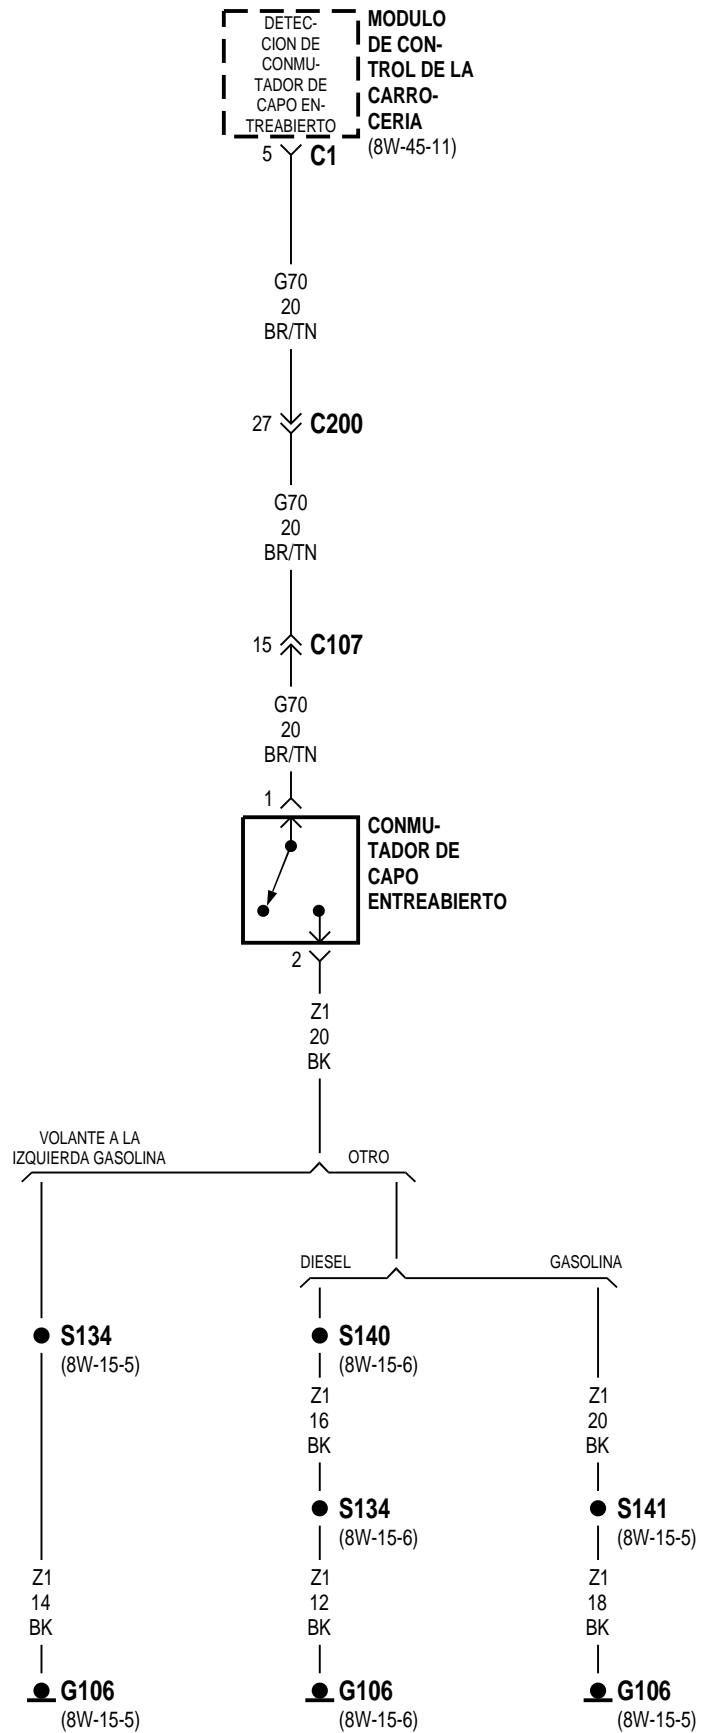 DETEC-
CION DE
CONMU-
TADOR DE
CAPO EN-
TREABIERTO
MODULO
DE CON-
TROL DE LA
CARRO-
CERIA
(8W-45-11)
5 C1
G70
20
BR/TN
27 C200
G70
20
BR/TN
15 C107
G70
20
BR/TN
1
CONMU-
TADOR DE
CAPO
ENTREABIERTO
2
Z1
20
BK
VOLANTE A LA
IZQUIERDA GASOLINA
OTRO
DIESEL
GASOLINA
S134
(8W-15-5)
S140
(8W-15-6)
Z1
16
BK
Z1
20
BK
S134
(8W-15-6)
S141
(8W-15-5)
Z1
14
BK
Z1
12
BK
Z1
18
BK
G106
(8W-15-5)
G106
(8W-15-6)
G106
(8W-15-5)